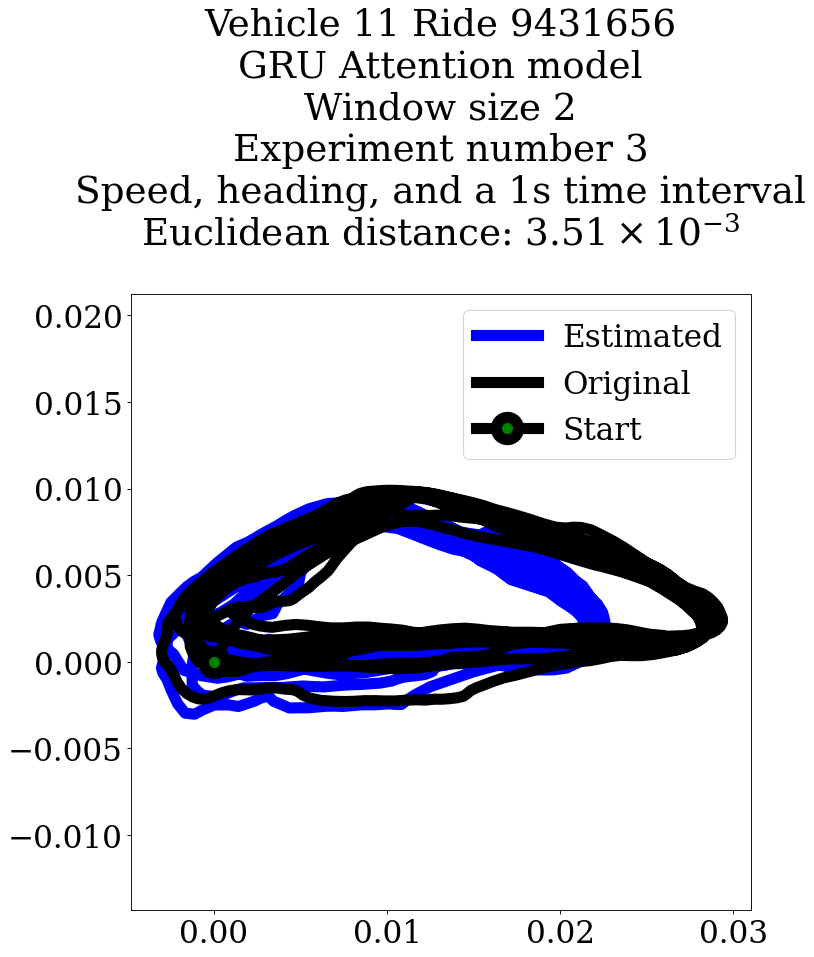 Vehicle 11 Ride 9431656
GRU Attention model
Window size 2
Experiment number 3
Speed, heading, and a 1s time interval
Euclidean distance: 3.51 × 10⁻³
Estimated
Original
Start
0.020
0.015
0.010
0.005
0.000
−0.005
−0.010
0.00 0.01 0.02 0.03